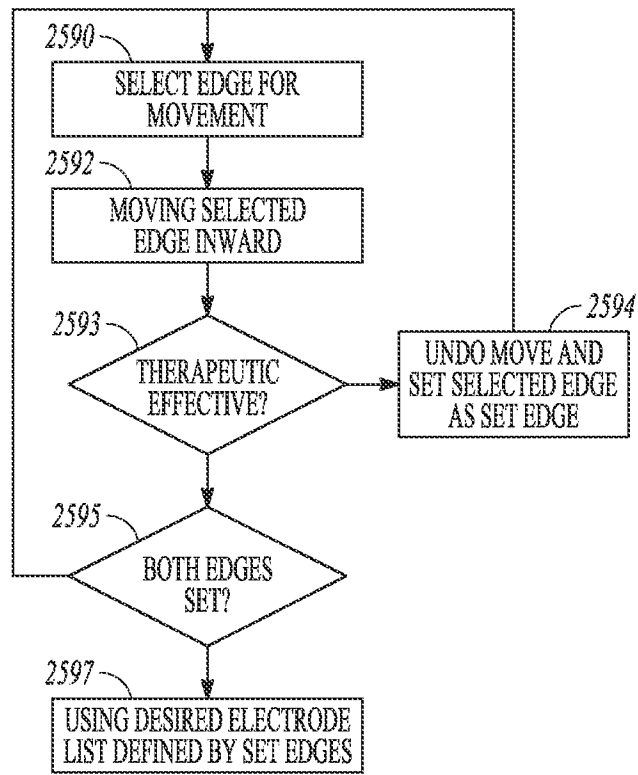 2590
SELECT EDGE FOR
MOVEMENT
2592
MOVING SELECTED
EDGE INWARD
2593
THERAPEUTIC
EFFECTIVE?
2594
UNDO MOVE AND
SET SELECTED EDGE
AS SET EDGE
2595
BOTH EDGES
SET?
2597
USING DESIRED ELECTRODE
LIST DEFINED BY SET EDGES